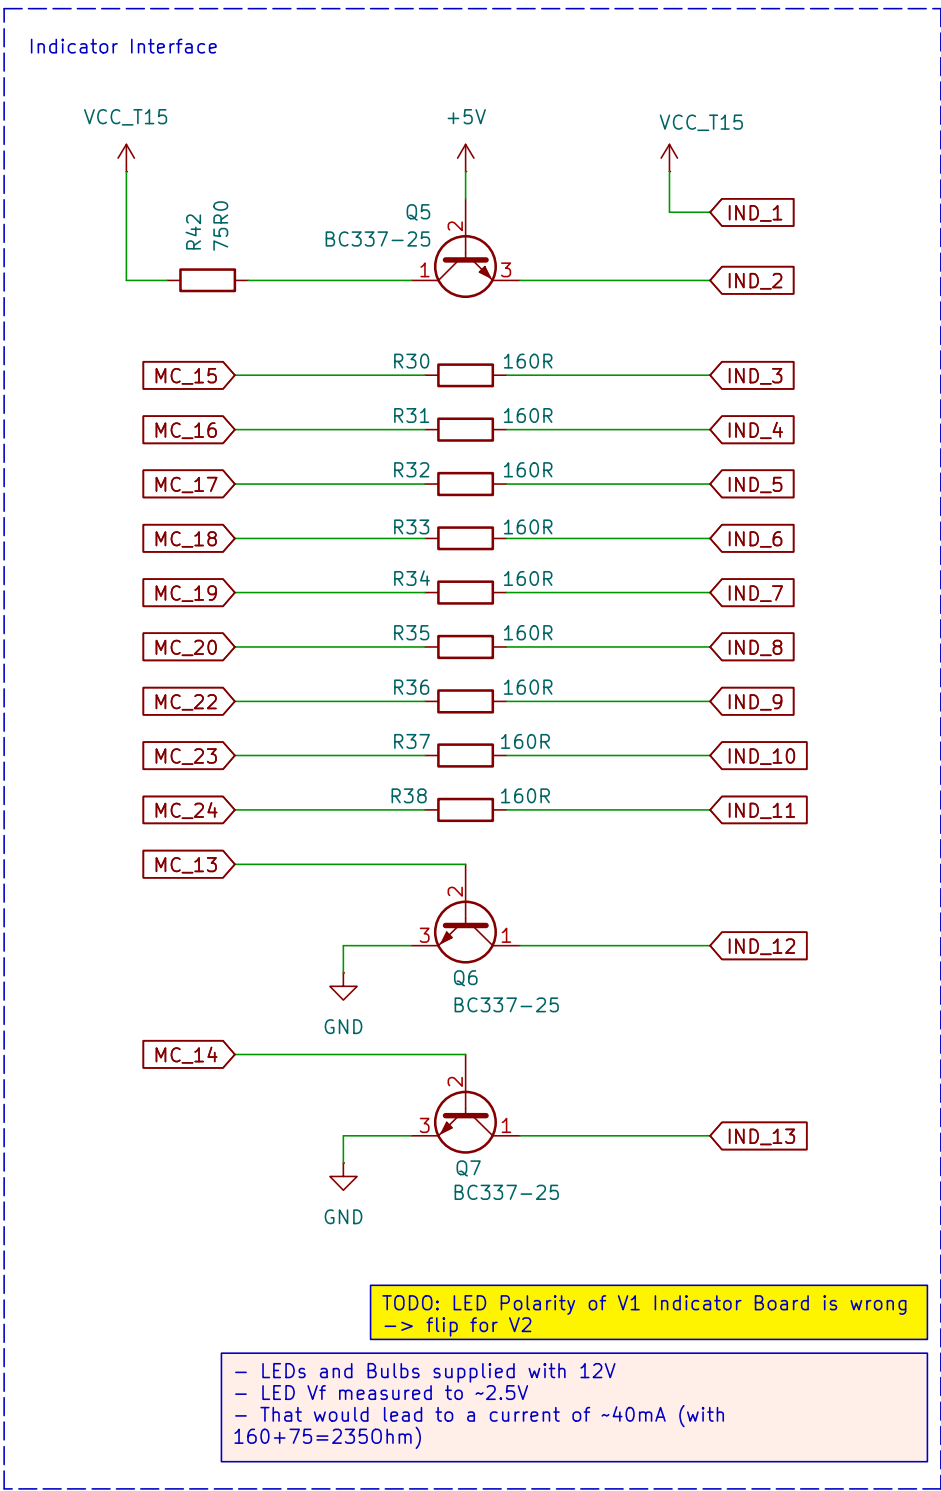 Indicator Interface
VCC_T15
+5V
VCC_T15
R42
75R0
Q5
BC337-25
2
1
3
IND_1
IND_2
MC_15
R30
160R
IND_3
MC_16
R31
160R
IND_4
MC_17
R32
160R
IND_5
MC_18
R33
160R
IND_6
MC_19
R34
160R
IND_7
MC_20
R35
160R
IND_8
MC_22
R36
160R
IND_9
MC_23
R37
160R
IND_10
MC_24
R38
160R
IND_11
MC_13
2
3
1
IND_12
Q6
BC337-25
GND
MC_14
2
3
1
IND_13
Q7
BC337-25
GND
TODO: LED Polarity of V1 Indicator Board is wrong
-> flip for V2
- LEDs and Bulbs supplied with 12V
- LED Vf measured to ~2.5V
- That would lead to a current of ~40mA (with
160+75=235Ohm)